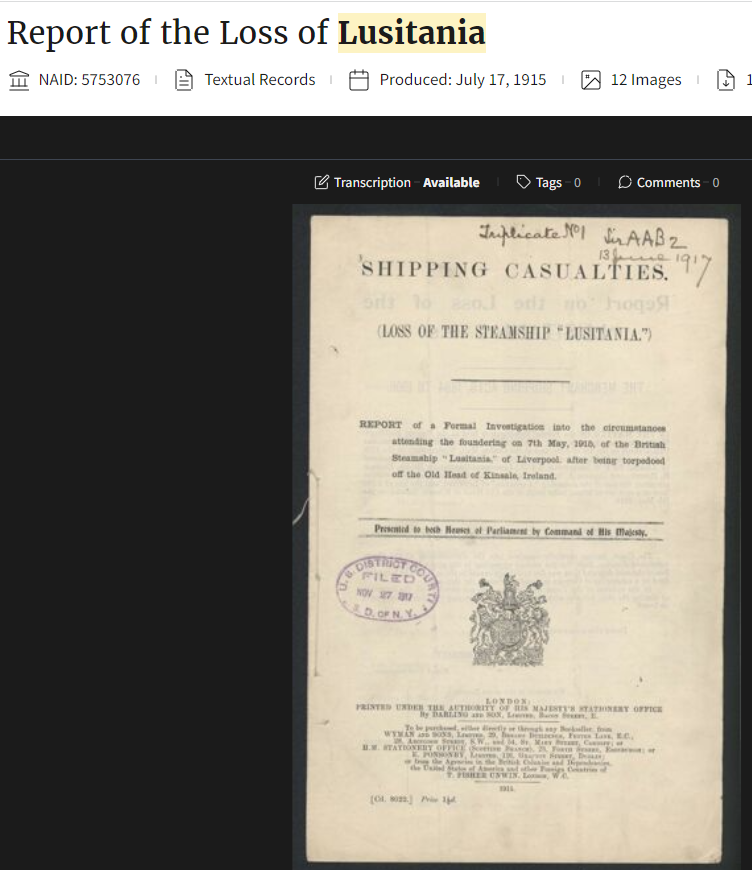 Report of the Loss of Lusitania
NAID: 5753076 Textual Records Produced: July 17, 1915 12 Images 1
Transcription - Available Tags - 0 Comments - 0
Triplicate No 1
13 June 1917
SHIPPING CASUALTIES.
(LOSS OF THE STEAMSHIP "LUSITANIA.")
REPORT of a Formal Investigation into the circumstances
attending the foundering on 7th May, 1915, of the British
Steamship "Lusitania," of Liverpool, after being torpedoed
off the Old Head of Kinsale, Ireland.
Presented to both Houses of Parliament by Command of His Majesty.
U.S. DISTRICT COURT
FILED
NOV 27 1917
S. D. OF N. Y.
LONDON:
PRINTED UNDER THE AUTHORITY OF HIS MAJESTY'S STATIONERY OFFICE
By DARLING AND SON, LIMITED, BACON STREET, E.
To be purchased, either directly or through any Bookseller, from
WYMAN AND SONS, LIMITED, 29, BREAMS BUILDINGS, FETTER LANE, E.C.,
28, ABINGDON STREET, S.W., and 54, ST. MARY STREET, CARDIFF; or
H.M. STATIONERY OFFICE (SCOTTISH BRANCH), 23, FORTH STREET, EDINBURGH; or
E. PONSONBY, LIMITED, 116, GRAFTON STREET, DUBLIN;
or from the Agencies in the British Colonies and Dependencies,
the United States of America and other Foreign Countries of
T. FISHER UNWIN, LONDON, W.C.
1915.
[Cd. 8022.] Price 1½d.